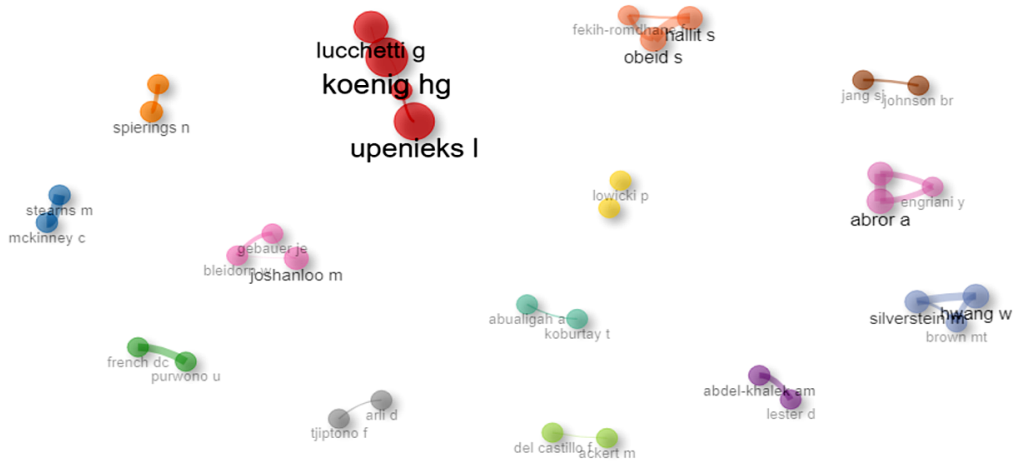 lucchetti g
koenig hg
upenieks l
fekih-romdhane f
hallit s
obeid s
spierings n
jang sj
johnson br
stearns m
mckinney c
lowicki p
engriani y
abror a
gebauer je
bleidorn w
joshanloo m
abualigah a
koburtay t
silverstein m
hwang w
brown mt
french dc
purwono u
abdel-khalek am
lester d
arli d
tjiptono f
del castillo f
ackert m